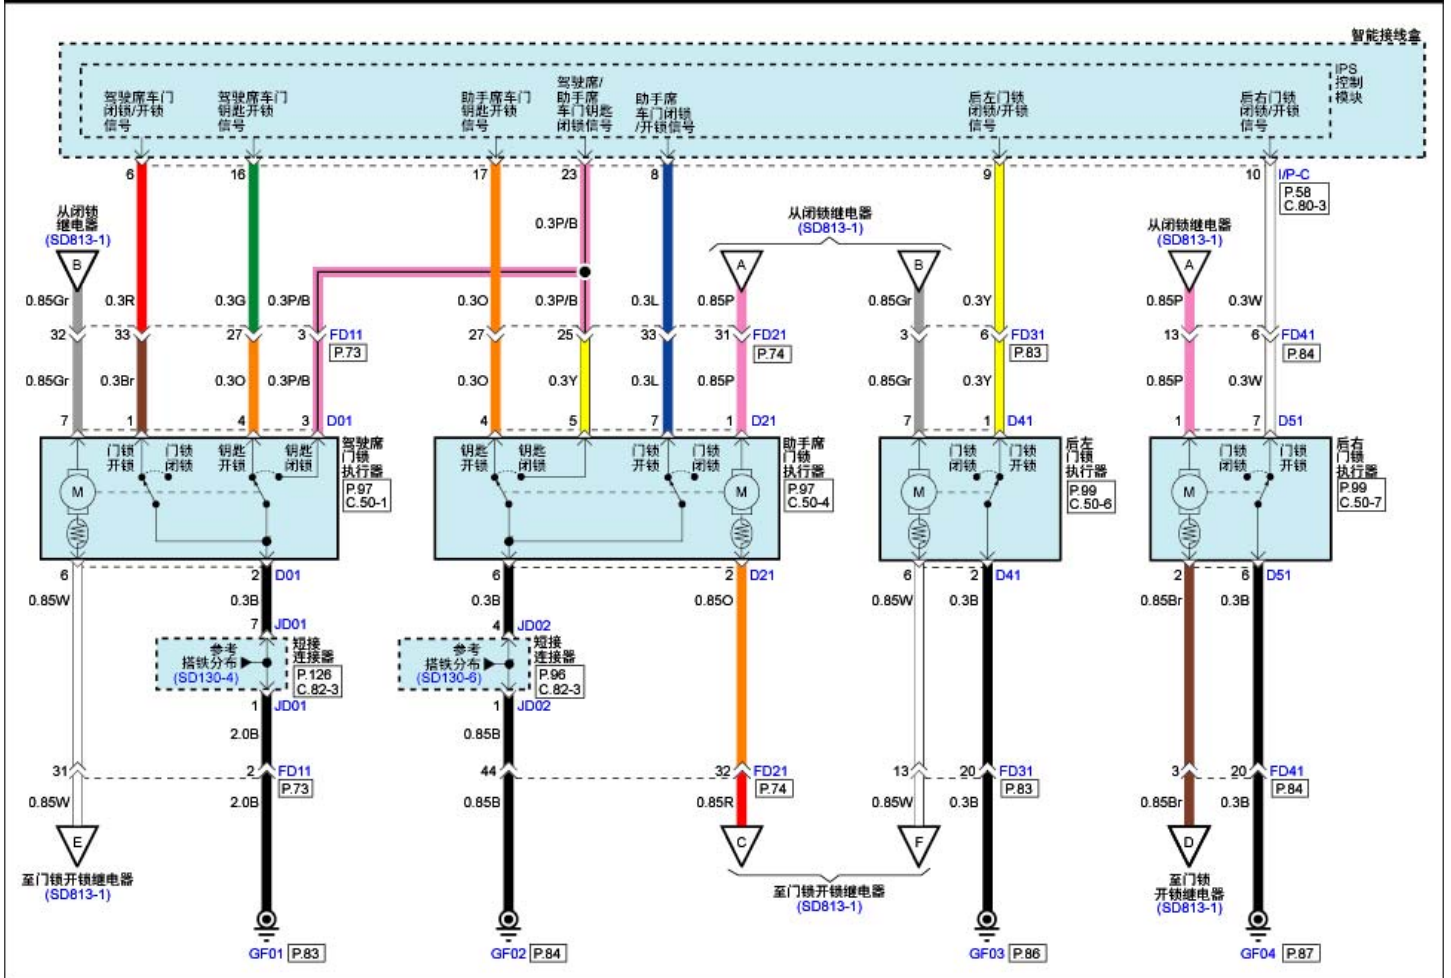 智能接线盒
IPS
控制
模块
驾驶席车门
闭锁/开锁
信号
驾驶席车门
钥匙开锁
信号
助手席车门
钥匙开锁
驾驶席/
助手席
车门钥匙
闭锁信号
助手席
车门闭锁
/开锁信号
后左门锁
闭锁/开锁
信号
后右门锁
闭锁/开锁
信号
6 16 17 23 8 9 10 I/P-C
P.58
C.80-3
从闭锁
继电器
(SD813-1)
B
0.3P/B
从闭锁继电器
(SD813-1)
A
B
从闭锁继电器
(SD813-1)
A
0.85Gr 0.3R 0.3G 0.3P/B 0.3O 0.3P/B 0.3L 0.85P 0.85Gr 0.3Y 0.85P 0.3W
32 33 27 3 FD11 27 25 33 31 FD21 3 6 FD31 13 6 FD41
P.73 P.74 P.83 P.84
0.85Gr 0.3Br 0.3O 0.3P/B 0.3O 0.3Y 0.3L 0.85P 0.85Gr 0.3Y 0.85P 0.3W
7 1 4 3 D01 4 5 7 1 D21 7 1 D41 1 7 D51
门锁
开锁
门锁
闭锁
钥匙
开锁
钥匙
闭锁
M
驾驶席
门锁
执行器
P.97
C.50-1
钥匙
开锁
钥匙
闭锁
门锁
开锁
门锁
闭锁
M
助手席
门锁
执行器
P.97
C.50-4
门锁
闭锁
门锁
开锁
M
后左
门锁
执行器
P.99
C.50-6
门锁
闭锁
门锁
开锁
M
后右
门锁
执行器
P.99
C.50-7
6 2 D01 6 2 D21 6 2 D41 2 6 D51
0.85W 0.3B 0.3B 0.85O 0.85W 0.3B 0.85Br 0.3B
7 JD01 4 JD02
参考
搭铁分布
(SD130-4)
短接
连接器
P.126
C.82-3
参考
搭铁分布
(SD130-6)
短接
连接器
P.96
C.82-3
1 JD01 1 JD02
2.0B 0.85B
31 2 FD11 44 32 FD21 13 20 FD31 3 20 FD41
P.73 P.74 P.83 P.84
0.85W 2.0B 0.85B 0.85R 0.85W 0.3B 0.85Br 0.3B
E C F D
至门锁开锁继电器
(SD813-1)
至门锁开锁继电器
(SD813-1)
至门锁
开锁继电器
(SD813-1)
GF01 P.83 GF02 P.84 GF03 P.86 GF04 P.87